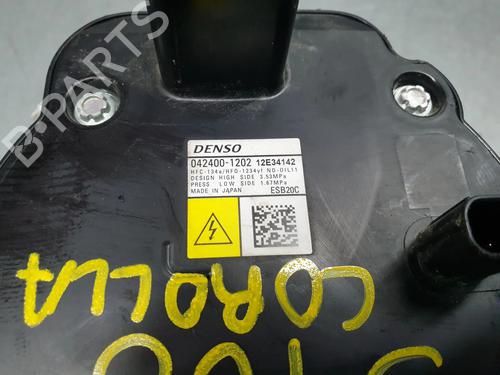 B-PARTS
DENSO
042400-1202 12E34142
HFC-134a/HFO-1234yf ND-OIL11
DESIGN HIGH SIDE 3.53MPa
PRESS LOW SIDE 1.67MPa
MADE IN JAPAN ESB20C
COROLLA